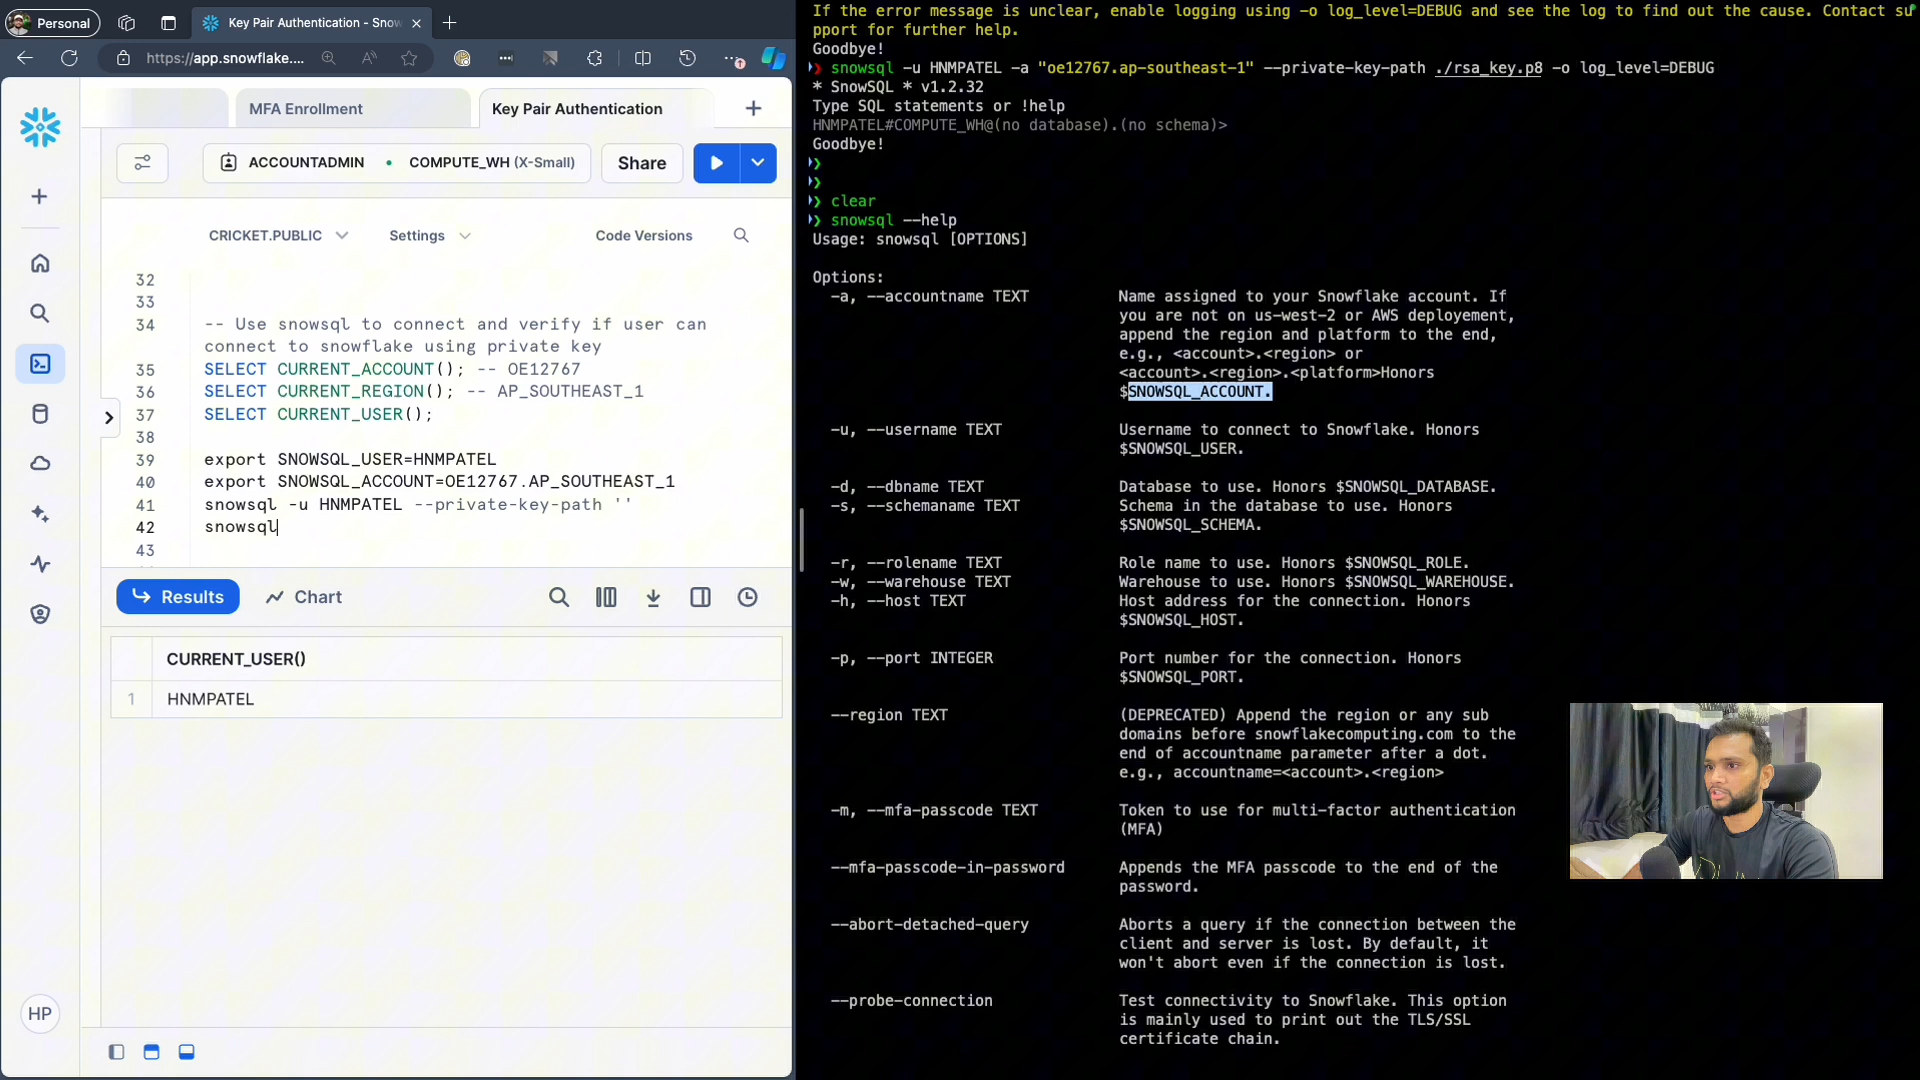 Personal
Key Pair Authentication - Snow
https://app.snowflake....
MFA Enrollment
Key Pair Authentication
ACCOUNTADMIN
COMPUTE_WH (X-Small)
Share
CRICKET.PUBLIC
Settings
Code Versions
32
33
34 -- Use snowsql to connect and verify if user can
connect to snowflake using private key
35 SELECT CURRENT_ACCOUNT(); -- OE12767
36 SELECT CURRENT_REGION(); -- AP_SOUTHEAST_1
37 SELECT CURRENT_USER();
38
39 export SNOWSQL_USER=HNMPATEL
40 export SNOWSQL_ACCOUNT=OE12767.AP_SOUTHEAST_1
41 snowsql -u HNMPATEL --private-key-path ''
42 snowsql
43
Results
Chart
CURRENT_USER()
1 HNMPATEL
HP
If the error message is unclear, enable logging using -o log_level=DEBUG and see the log to find out the cause. Contact su
pport for further help.
Goodbye!
❯ snowsql -u HNMPATEL -a "oe12767.ap-southeast-1" --private-key-path ./rsa_key.p8 -o log_level=DEBUG
* SnowSQL * v1.2.32
Type SQL statements or !help
HNMPATEL#COMPUTE_WH@(no database).(no schema)>
Goodbye!
❯
❯
❯ clear
❯ snowsql --help
Usage: snowsql [OPTIONS]
Options:
-a, --accountname TEXT Name assigned to your Snowflake account. If
you are not on us-west-2 or AWS deployement,
append the region and platform to the end,
e.g., <account>.<region> or
<account>.<region>.<platform>Honors
$SNOWSQL_ACCOUNT.
-u, --username TEXT Username to connect to Snowflake. Honors
$SNOWSQL_USER.
-d, --dbname TEXT Database to use. Honors $SNOWSQL_DATABASE.
-s, --schemaname TEXT Schema in the database to use. Honors
$SNOWSQL_SCHEMA.
-r, --rolename TEXT Role name to use. Honors $SNOWSQL_ROLE.
-w, --warehouse TEXT Warehouse to use. Honors $SNOWSQL_WAREHOUSE.
-h, --host TEXT Host address for the connection. Honors
$SNOWSQL_HOST.
-p, --port INTEGER Port number for the connection. Honors
$SNOWSQL_PORT.
--region TEXT (DEPRECATED) Append the region or any sub
domains before snowflakecomputing.com to the
end of accountname parameter after a dot.
e.g., accountname=<account>.<region>
-m, --mfa-passcode TEXT Token to use for multi-factor authentication
(MFA)
--mfa-passcode-in-password Appends the MFA passcode to the end of the
password.
--abort-detached-query Aborts a query if the connection between the
client and server is lost. By default, it
won't abort even if the connection is lost.
--probe-connection Test connectivity to Snowflake. This option
is mainly used to print out the TLS/SSL
certificate chain.